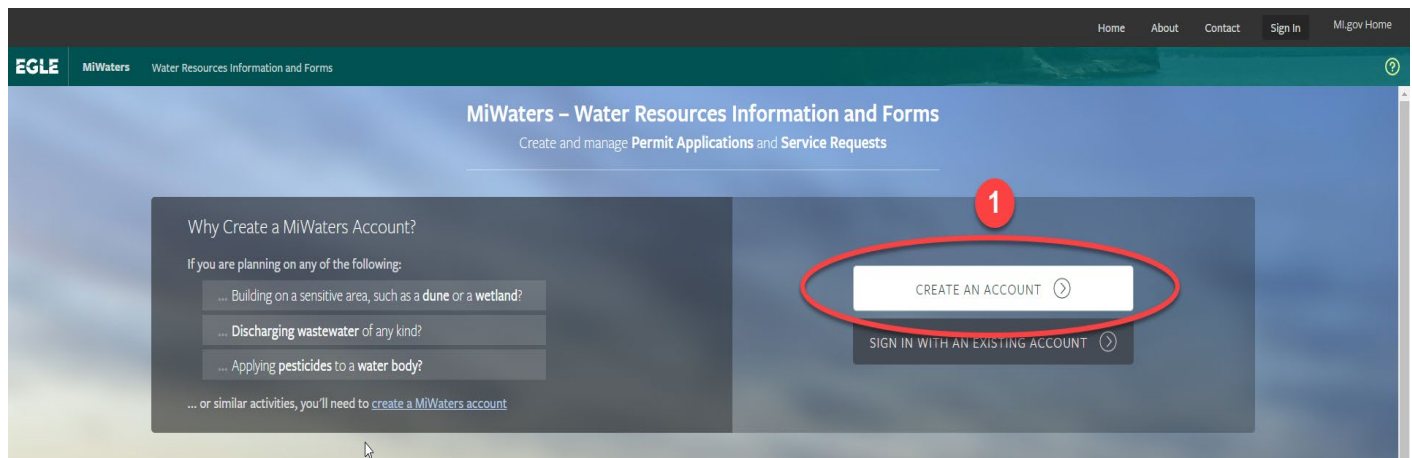 Home About Contact Sign In MI.gov Home
EGLE MiWaters Water Resources Information and Forms ?
MiWaters – Water Resources Information and Forms
Create and manage Permit Applications and Service Requests
1
Why Create a MiWaters Account?
If you are planning on any of the following:
... Building on a sensitive area, such as a dune or a wetland?
... Discharging wastewater of any kind?
... Applying pesticides to a water body?
... or similar activities, you'll need to create a MiWaters account
CREATE AN ACCOUNT
SIGN IN WITH AN EXISTING ACCOUNT